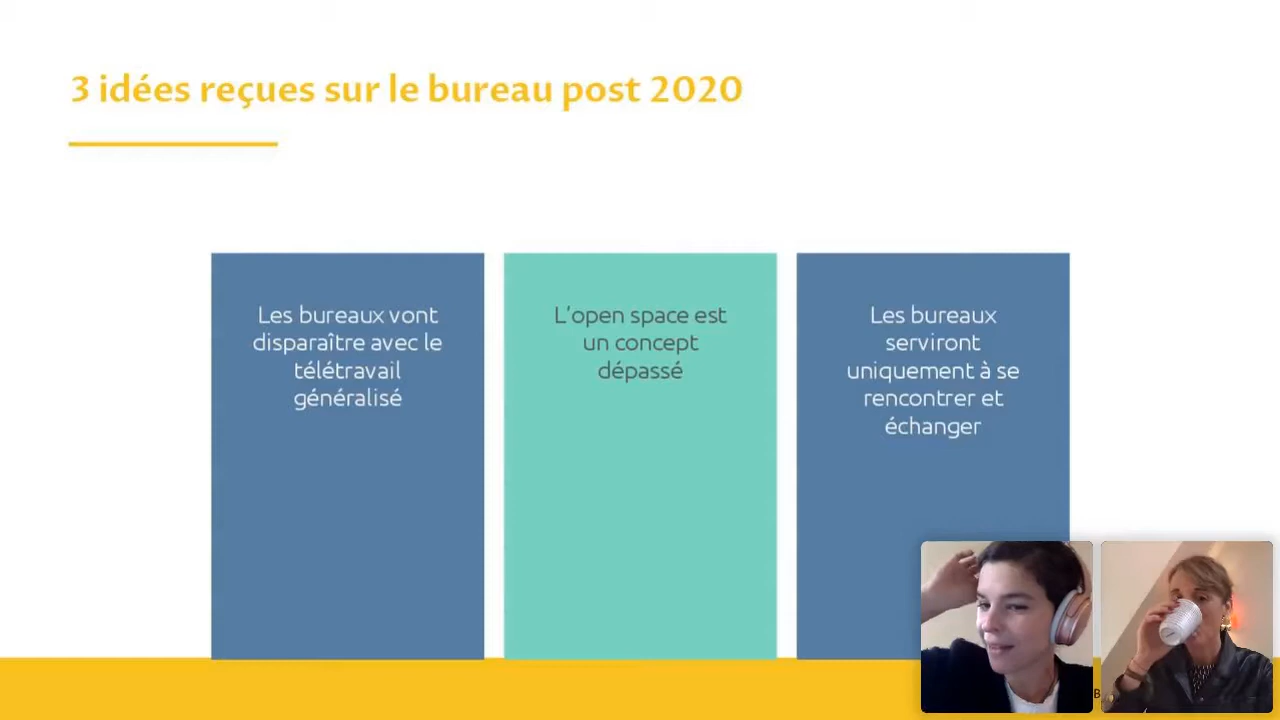 3 idées reçues sur le bureau post 2020
Les bureaux vont
disparaître avec le
télétravail
généralisé
L'open space est
un concept
dépassé
Les bureaux
serviront
uniquement à se
rencontrer et
échanger
B